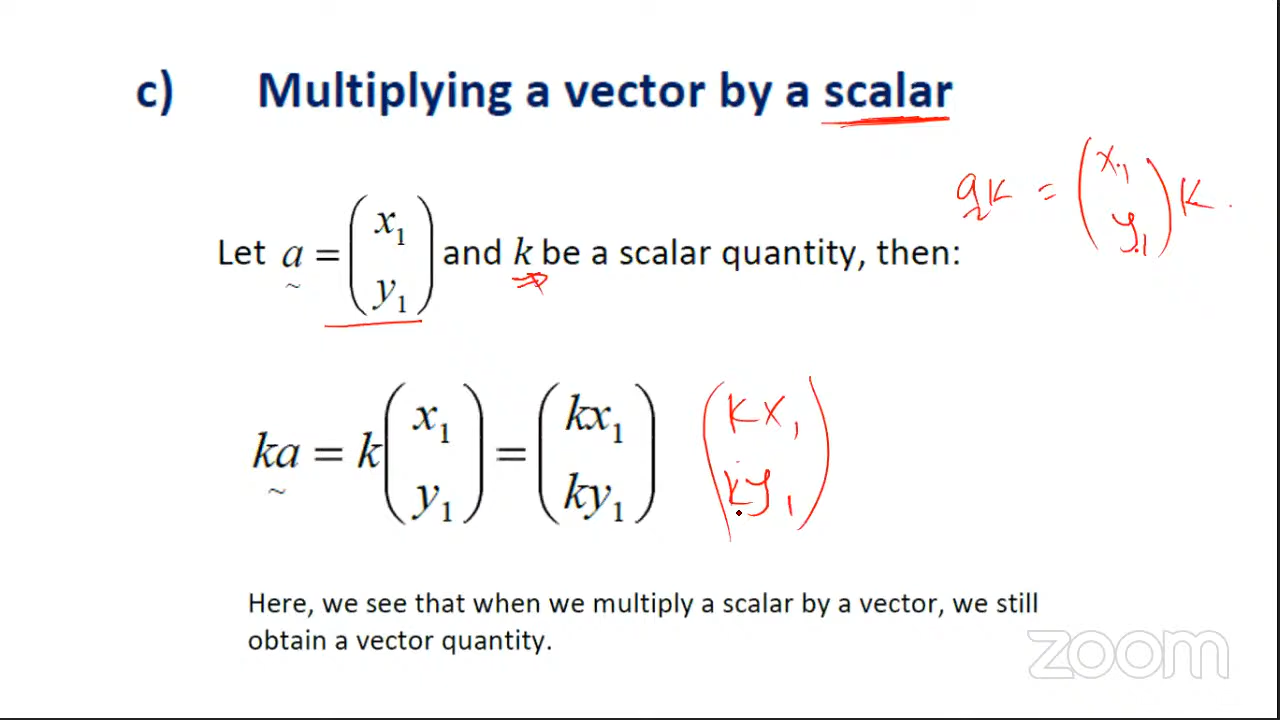 c) Multiplying a vector by a scalar
ak = (x₁ y₁) k.
Let a = (x₁ y₁) and k be a scalar quantity, then:
ka = k (x₁ y₁) = (kx₁ ky₁) (kx₁ ky₁)
Here, we see that when we multiply a scalar by a vector, we still
obtain a vector quantity.
zoom